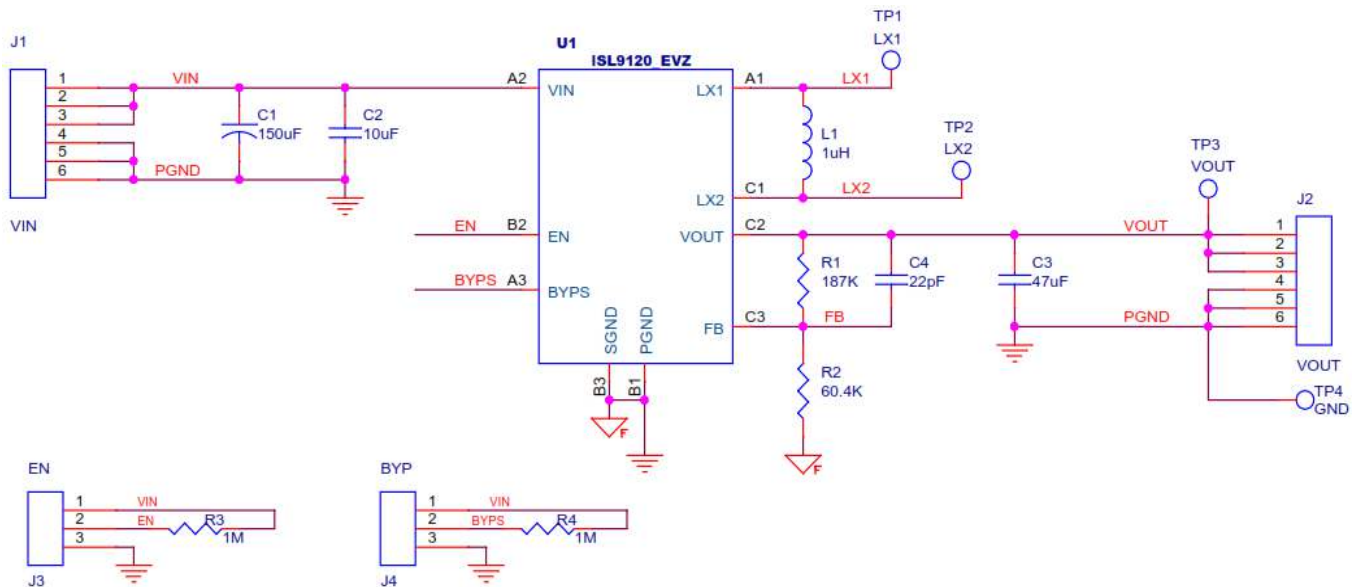 J1
1
2
3
4
5
6
VIN
VIN
PGND
C1
150uF
C2
10uF
U1
ISL9120_EVZ
A2
VIN
B2
EN
EN
A3
BYPS
BYPS
SGND
PGND
B3
B1
F
A1
LX1
LX1
C1
LX2
LX2
C2
VOUT
VOUT
C3
FB
FB
TP1
LX1
L1
1uH
TP2
LX2
R1
187K
C4
22pF
C3
47uF
R2
60.4K
F
TP3
VOUT
J2
1
2
3
4
5
6
PGND
VOUT
TP4
GND
EN
1
2
3
VIN
EN
R3
1M
J3
BYP
1
2
3
VIN
BYPS
R4
1M
J4